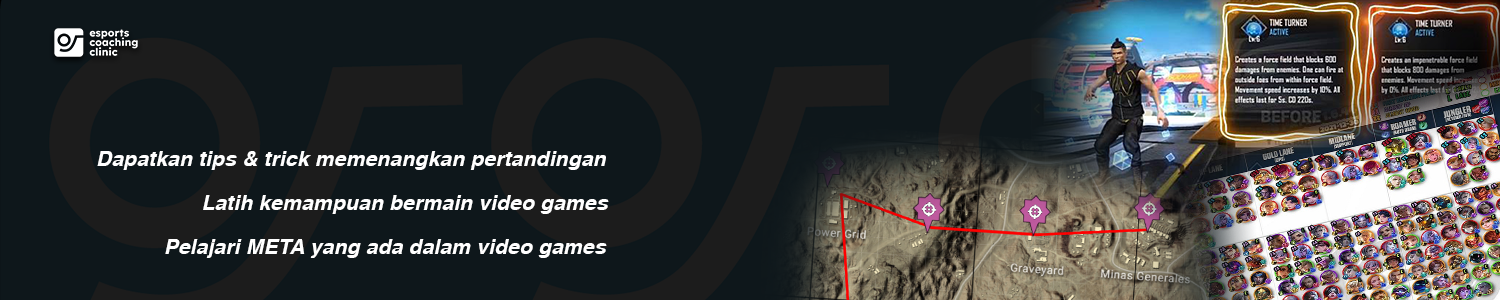 esports
coaching
clinic
Dapatkan tips & trick memenangkan pertandingan
Latih kemampuan bermain video games
Pelajari META yang ada dalam video games
TIME TURNER
ACTIVE
Lv.6
Creates a force field that blocks 600
damages from enemies. One can fire at
outside foes from within force field.
Movement speed increases by 10%. All
effects last for 5s. CD 220s.
BEFORE
TIME TURNER
ACTIVE
Lv.6
Creates an impenetrable force field
that blocks 800 damages from
enemies. Movement speed
by 0%. All effects last
Power Grid
Graveyard
Minas Generales
LANE
GOLD LANE
MIDLANE
ROAMER
JUNGLER